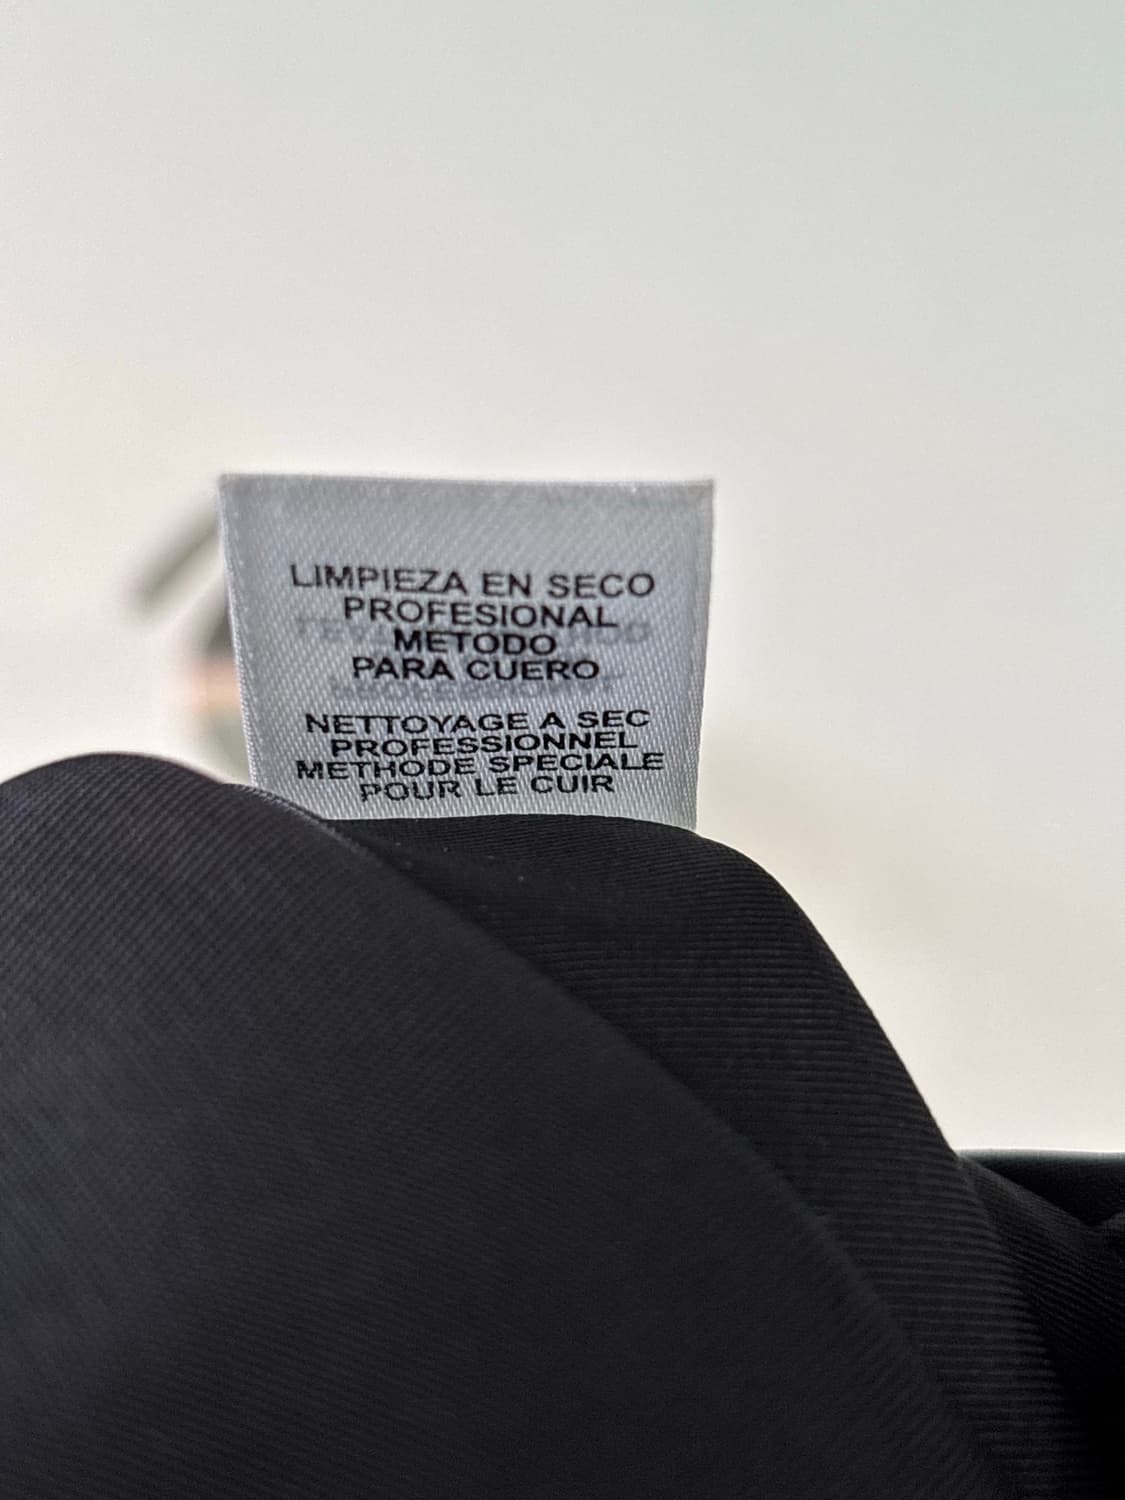 LIMPIEZA EN SECO
PROFESIONAL
METODO
PARA CUERO
NETTOYAGE A SEC
PROFESSIONNEL
METHODE SPECIALE
POUR LE CUIR